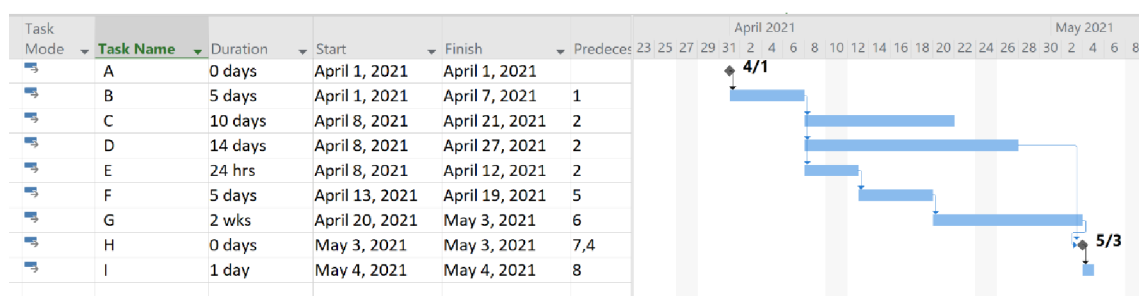 Task
Mode Task Name Duration Start Finish Predeces
April 2021 May 2021
23 25 27 29 31 2 4 6 8 10 12 14 16 18 20 22 24 26 28 30 2 4 6 8
A 0 days April 1, 2021 April 1, 2021
4/1
B 5 days April 1, 2021 April 7, 2021 1
C 10 days April 8, 2021 April 21, 2021 2
D 14 days April 8, 2021 April 27, 2021 2
E 24 hrs April 8, 2021 April 12, 2021 2
F 5 days April 13, 2021 April 19, 2021 5
G 2 wks April 20, 2021 May 3, 2021 6
H 0 days May 3, 2021 May 3, 2021 7,4
5/3
I 1 day May 4, 2021 May 4, 2021 8